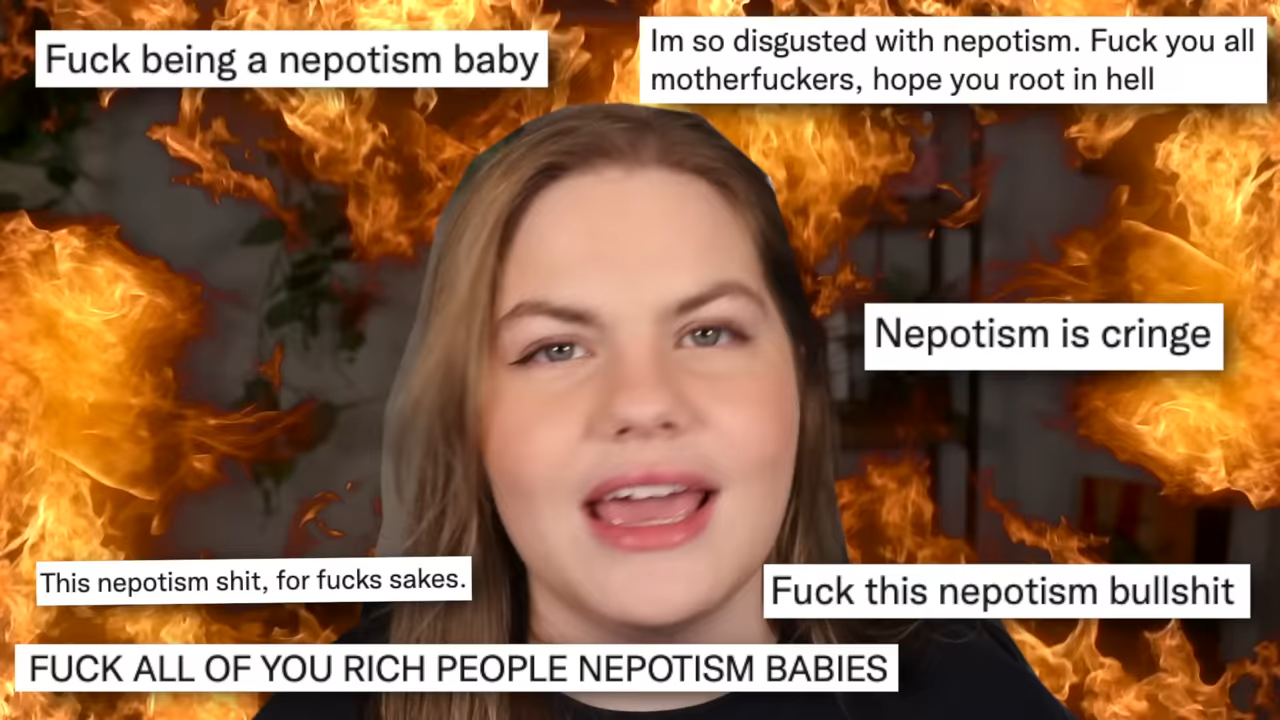 Fuck being a nepotism baby
Im so disgusted with nepotism. Fuck you all
motherfuckers, hope you root in hell
Nepotism is cringe
This nepotism shit, for fucks sakes.
Fuck this nepotism bullshit
FUCK ALL OF YOU RICH PEOPLE NEPOTISM BABIES